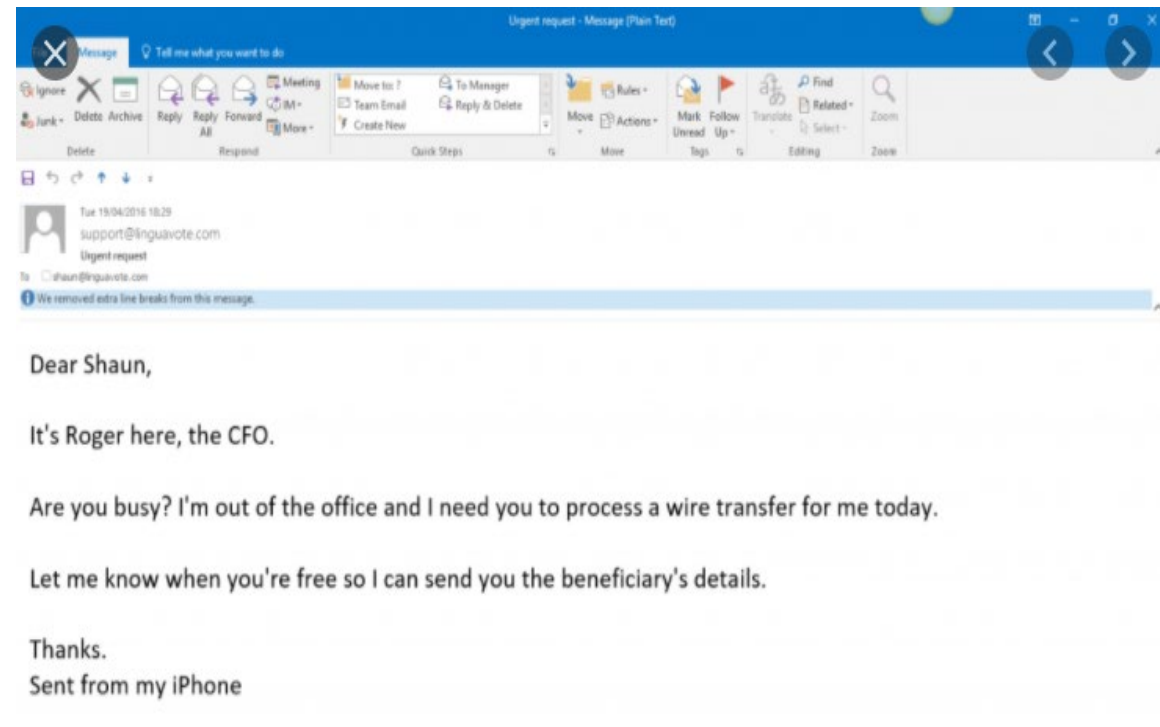 Urgent request - Message (Plain Text)
Message Tell me what you want to do
Ignore
Junk
Delete Archive
Reply Reply All Forward
Meeting
IM
More
Move to: ?
Team Email
Create New
To Manager
Reply & Delete
Move
Rules
Actions
Mark Unread
Follow Up
Translate
Find
Related
Select
Zoom
Delete Respond Quick Steps Move Tags Editing Zoom
Tue 19/04/2016 18:29
support@linguavote.com
Urgent request
To shaun@linguavote.com
We removed extra line breaks from this message.
Dear Shaun,
It's Roger here, the CFO.
Are you busy? I'm out of the office and I need you to process a wire transfer for me today.
Let me know when you're free so I can send you the beneficiary's details.
Thanks.
Sent from my iPhone